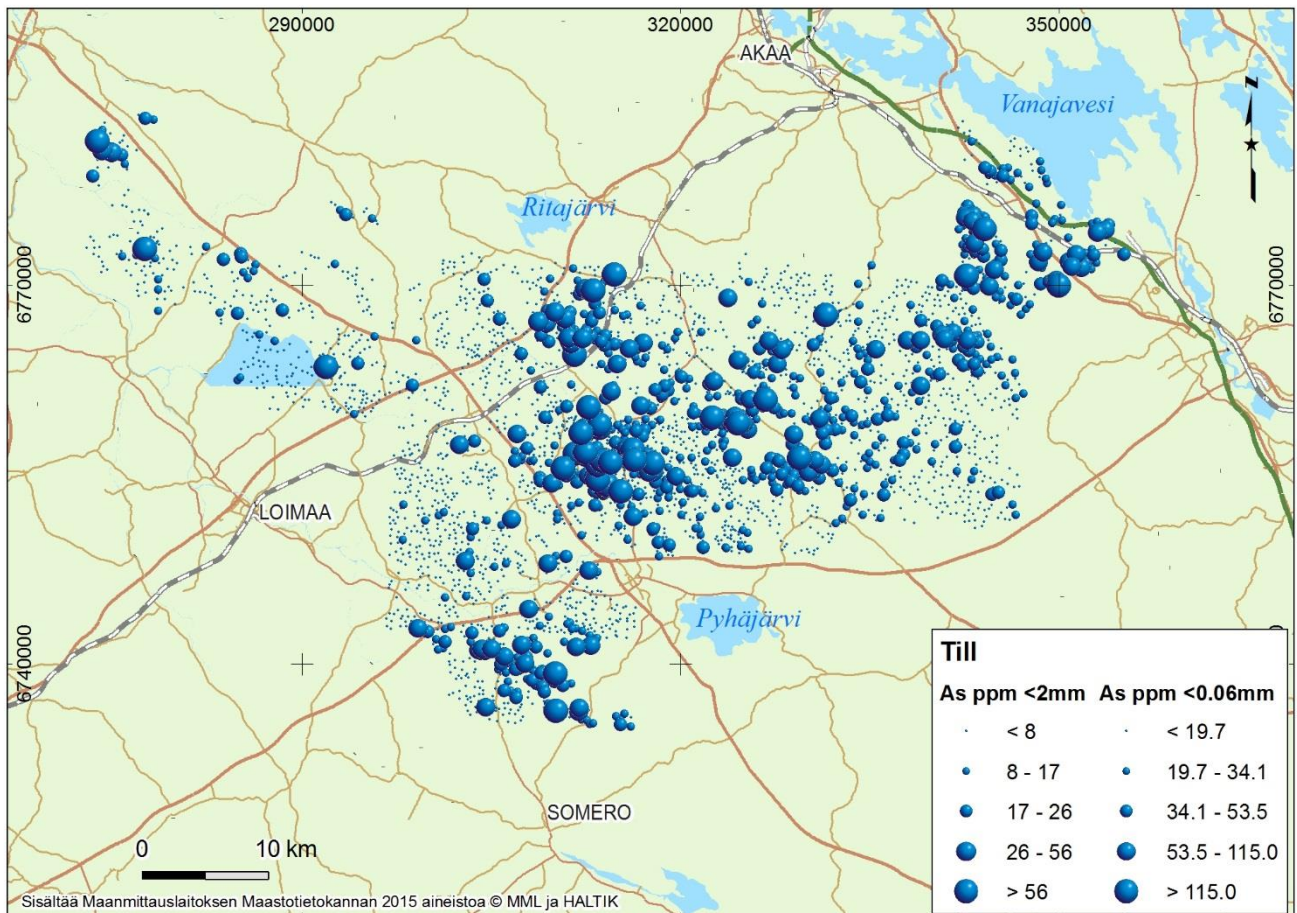 290000
320000
350000
AKAA
Vanajavesi
N
Ritajärvi
6770000
6770000
LOIMAA
Pyhäjärvi
6740000
0
SOMERO
0 10 km
Sisältää Maanmittauslaitoksen Maastotietokannan 2015 aineistoa © MML ja HALTIK
Till
As ppm <2mm As ppm <0.06mm
< 8 < 19.7
8 - 17 19.7 - 34.1
17 - 26 34.1 - 53.5
26 - 56 53.5 - 115.0
> 56 > 115.0